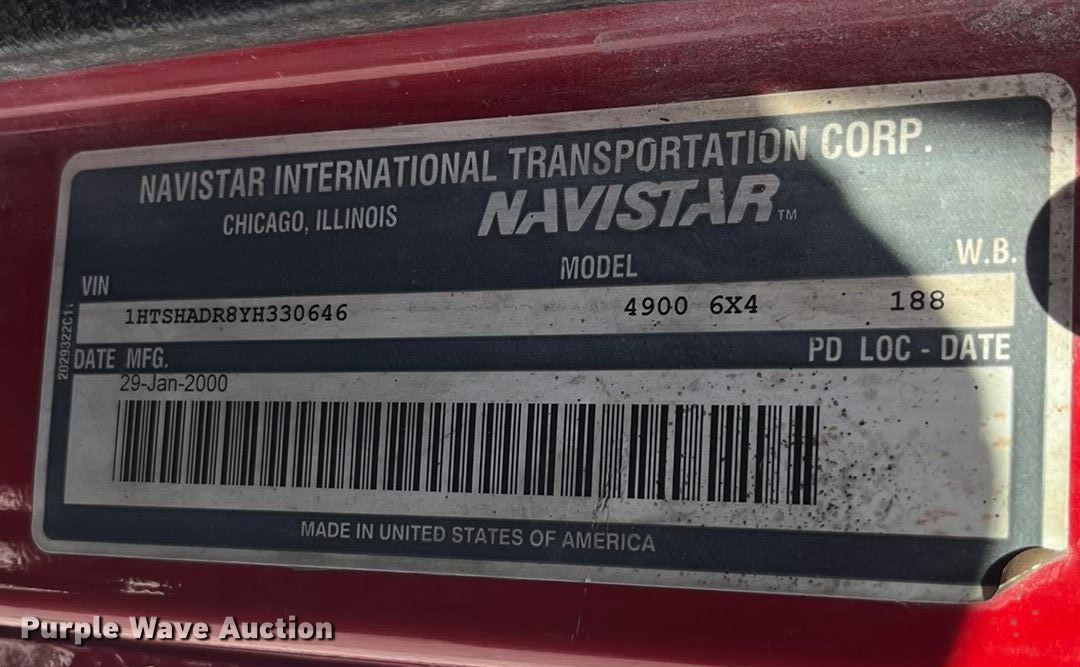 NAVISTAR INTERNATIONAL TRANSPORTATION CORP.
CHICAGO, ILLINOIS NAVISTAR™
VIN MODEL W.B.
1HTSHADR8YH330646 4900 6X4 188
DATE MFG. PD LOC - DATE
29-Jan-2000
MADE IN UNITED STATES OF AMERICA
Purple Wave Auction